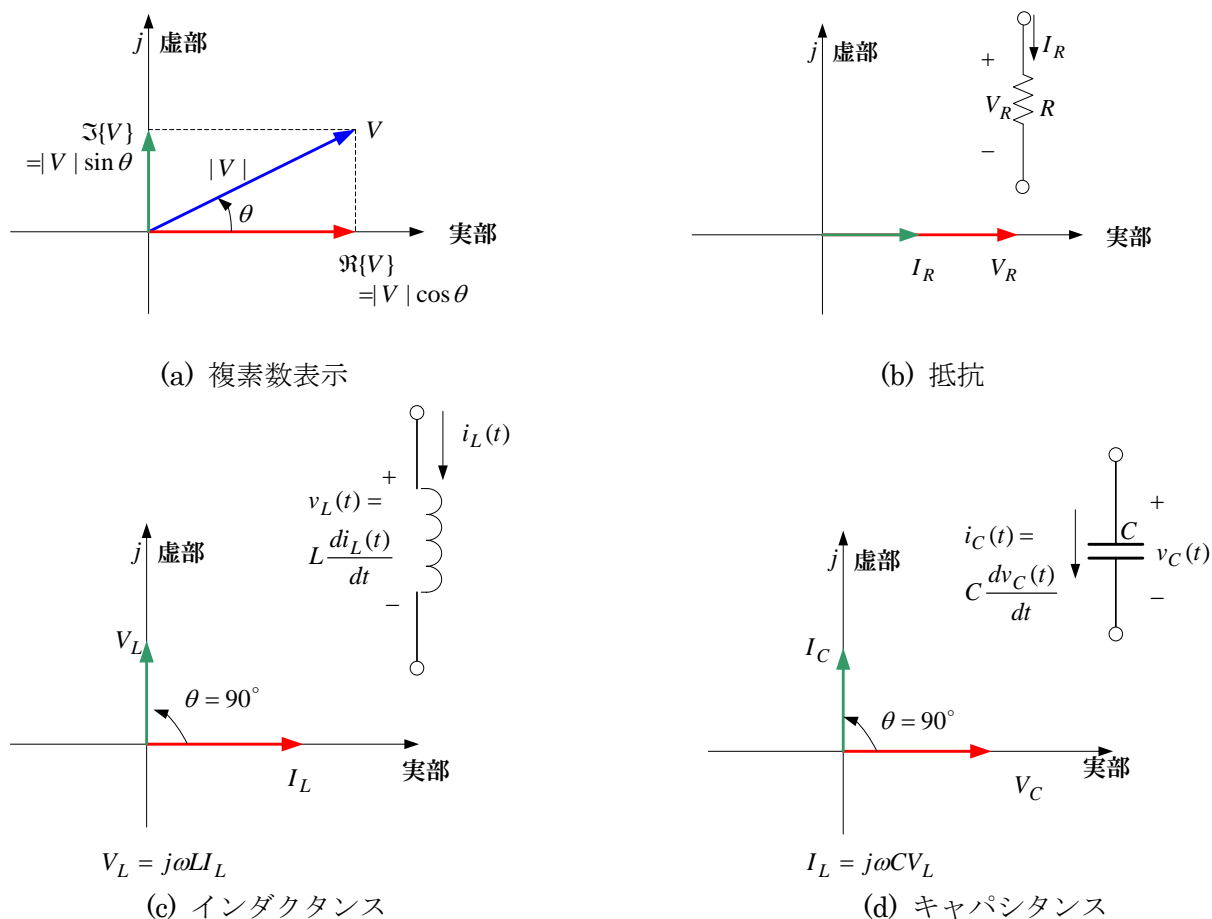 j 虚部
ℑ{V}
=|V|sinθ
|V|
V
θ
実部
ℜ{V}
=|V|cosθ
(a) 複素数表示
j 虚部
I_R
+
V_R
R
−
実部
I_R
V_R
(b) 抵抗
i_L(t)
+
v_L(t)=
L di_L(t)/dt
−
j 虚部
V_L
θ=90°
実部
I_L
V_L = jωLI_L
(c) インダクタンス
C
+
i_C(t)=
v_C(t)
C dv_C(t)/dt
−
j 虚部
I_C
θ=90°
実部
V_C
I_L = jωCV_L
(d) キャパシタンス